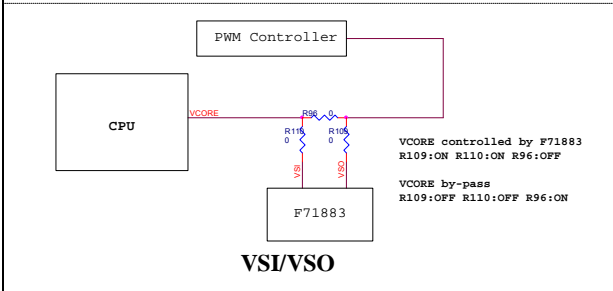 PWM Controller
CPU
VCORE
R96 0
R110
0
R109
0
VSI
VSO
VCORE controlled by F71883
R109:ON R110:ON R96:OFF
VCORE by-pass
R109:OFF R110:OFF R96:ON
F71883
VSI/VSO